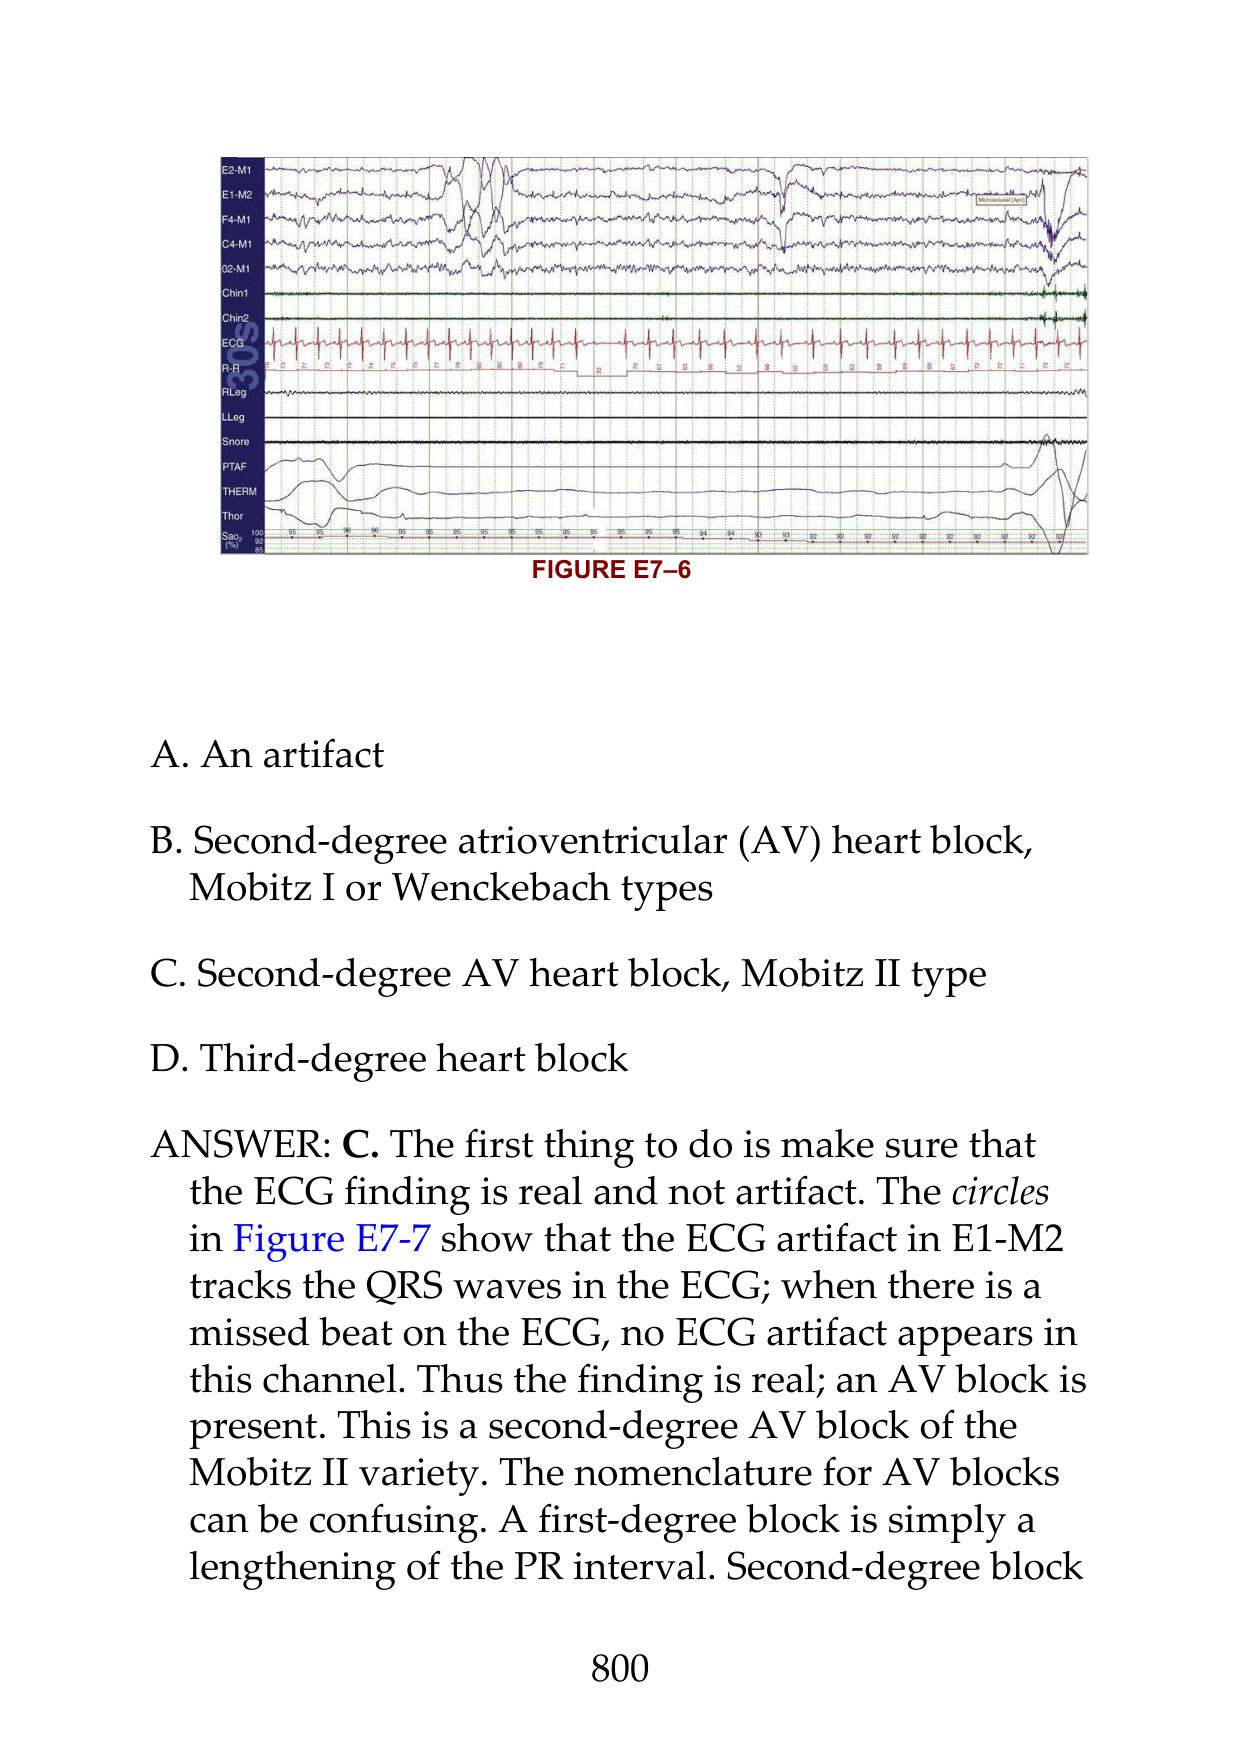 E2-M1
E1-M2
Microarousal (Apn)
F4-M1
C4-M1
02-M1
Chin1
Chin2
ECG
30s
R-R
RLeg
LLeg
Snore
PTAF
THERM
Thor
Sao2 100
(%) 92
85
FIGURE E7–6
A. An artifact
B. Second-degree atrioventricular (AV) heart block,
Mobitz I or Wenckebach types
C. Second-degree AV heart block, Mobitz II type
D. Third-degree heart block
ANSWER: C. The first thing to do is make sure that
the ECG finding is real and not artifact. The circles
in Figure E7-7 show that the ECG artifact in E1-M2
tracks the QRS waves in the ECG; when there is a
missed beat on the ECG, no ECG artifact appears in
this channel. Thus the finding is real; an AV block is
present. This is a second-degree AV block of the
Mobitz II variety. The nomenclature for AV blocks
can be confusing. A first-degree block is simply a
lengthening of the PR interval. Second-degree block
800